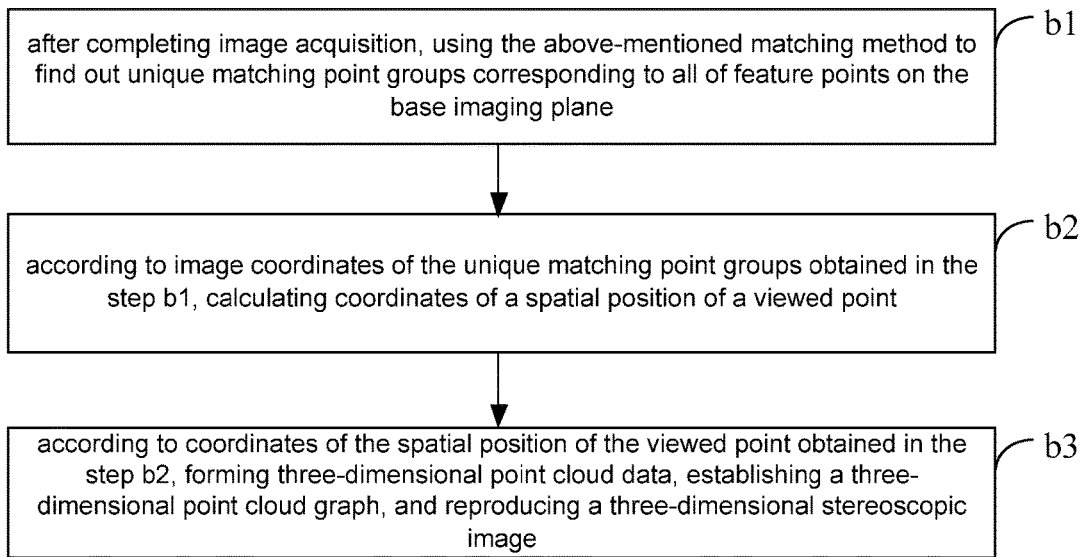 b1
after completing image acquisition, using the above-mentioned matching method to
find out unique matching point groups corresponding to all of feature points on the
base imaging plane
b2
according to image coordinates of the unique matching point groups obtained in the
step b1, calculating coordinates of a spatial position of a viewed point
b3
according to coordinates of the spatial position of the viewed point obtained in the
step b2, forming three-dimensional point cloud data, establishing a three-
dimensional point cloud graph, and reproducing a three-dimensional stereoscopic
image